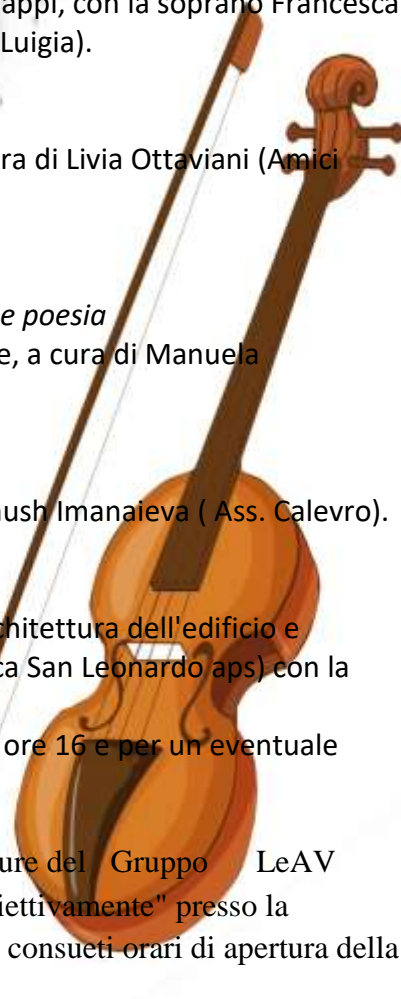 appi, con la soprano Francesca
Luigia).
ra di Livia Ottaviani (Amici
e poesia
e, a cura di Manuela
ush Imanaieva ( Ass. Calevro).
chitettura dell'edificio e
ca San Leonardo aps) con la
ore 16 e per un eventuale
ure del Gruppo LeAV
iettivamente" presso la
consueti orari di apertura della